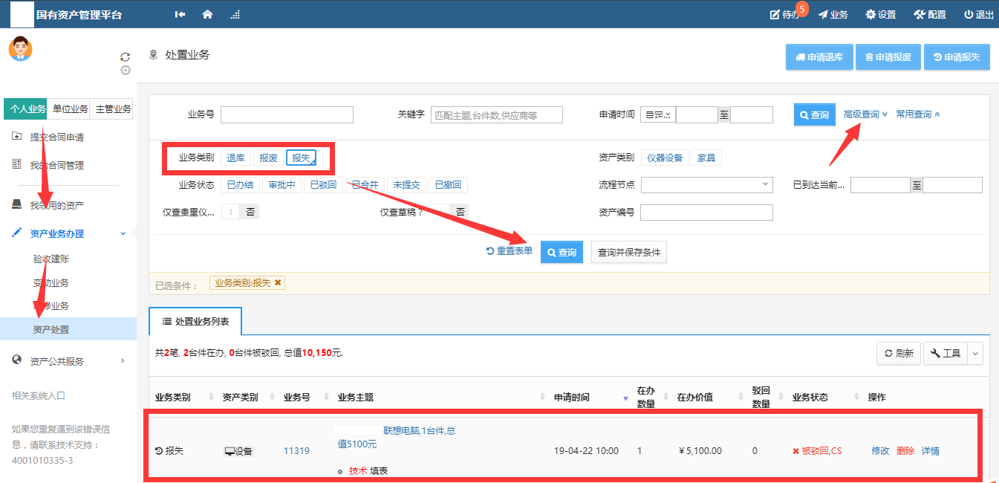 国有资产管理平台
待办 5 业务 设置 配置 退出
处置业务
申请退库 申请报废 申请报失
个人业务 单位业务 主管业务
提交合同申请
我的合同管理
我领用的资产
资产业务办理
验收建账
变动业务
维修业务
资产处置
资产公共服务
相关系统入口
如果您重复遇到该错误信
息，请联系技术支持：
4001010335-3
业务号 关键字 匹配主题,台件数,供应商等 申请时间 至 查询 高级查询 常用查询
业务类别 退库 报废 报失 资产类别 仪器设备 家具
业务状态 已办结 审批中 已驳回 已合并 未提交 已撤回 流程节点 已到达当前... 至
仅查贵重仪... 否 仅查草稿？ 否 资产编号
重置表单 查询 查询并保存条件
已选条件： 业务类别:报失
处置业务列表
共2笔, 2台件在办, 0台件被驳回, 总值10,150元.
刷新 工具
业务类别 资产类别 业务号 业务主题 申请时间 在办数量 在办价值 驳回数量 业务状态 操作
联想电脑,1台件,总
值5100元
报失 设备 11319 19-04-22 10:00 1 ¥5,100.00 0 被驳回,CS 修改 删除 详情
技术 填表